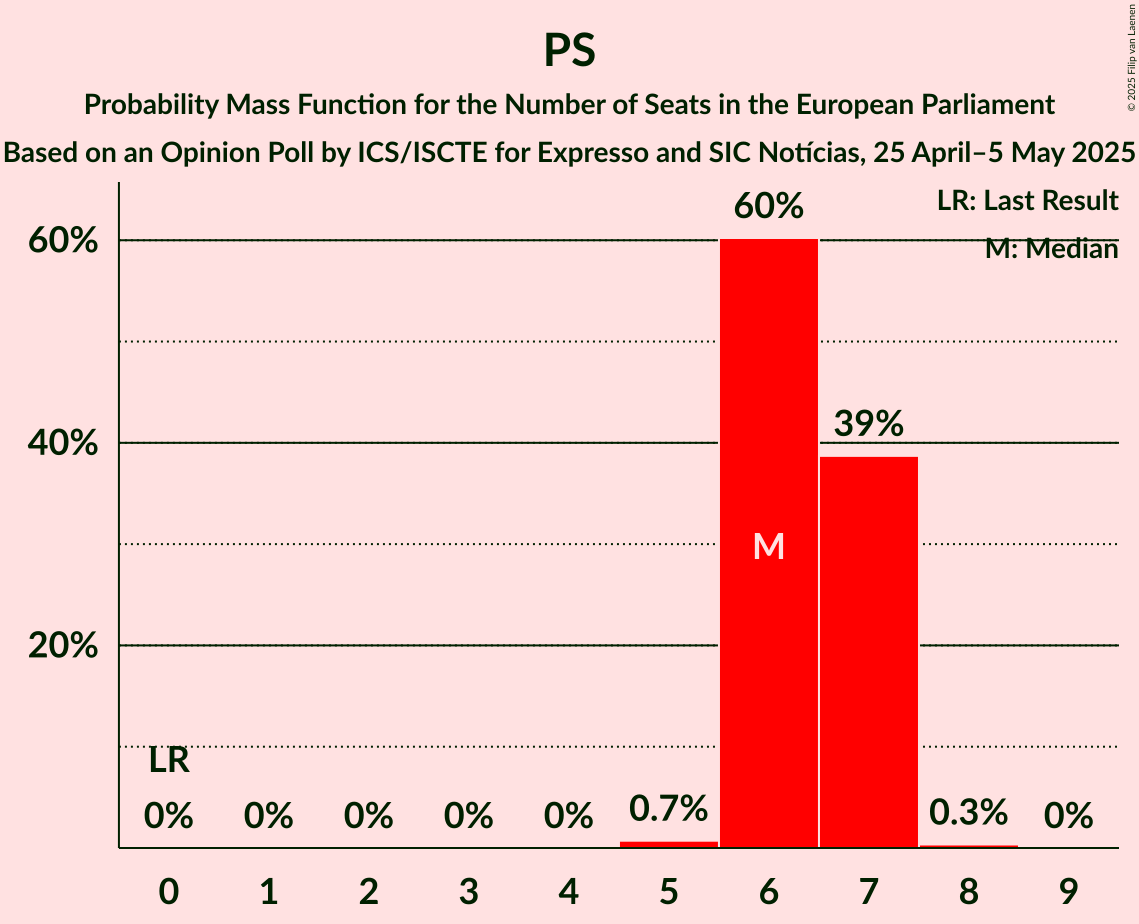 PS
Probability Mass Function for the Number of Seats in the European Parliament
Based on an Opinion Poll by ICS/ISCTE for Expresso and SIC Notícias, 25 April–5 May 2025
© 2025 Filip van Laenen
LR: Last Result
M: Median
60%
40%
20%
60%
39%
M
LR
0% 0% 0% 0% 0% 0.7% 0.3% 0%
0 1 2 3 4 5 6 7 8 9